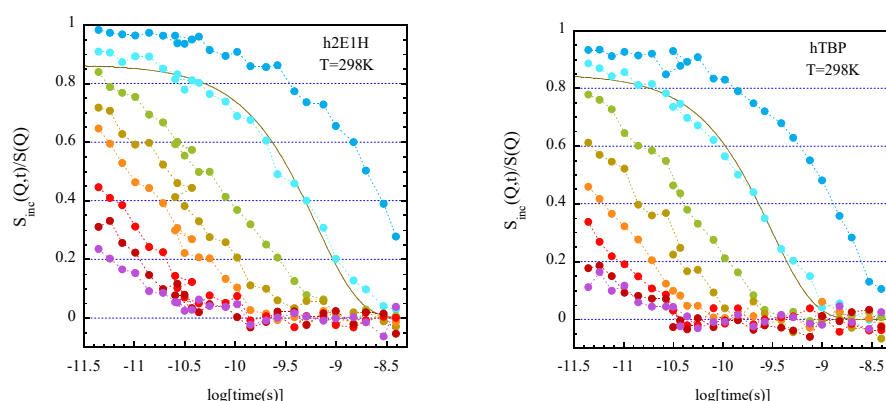 h2E1H
T=298K
S_inc(Q,t)/S(Q)
1
0.8
0.6
0.4
0.2
0
-11.5 -11 -10.5 -10 -9.5 -9 -8.5
log[time(s)]
hTBP
T=298K
S_inc(Q,t)/S(Q)
1
0.8
0.6
0.4
0.2
0
-11.5 -11 -10.5 -10 -9.5 -9 -8.5
log[time(s)]